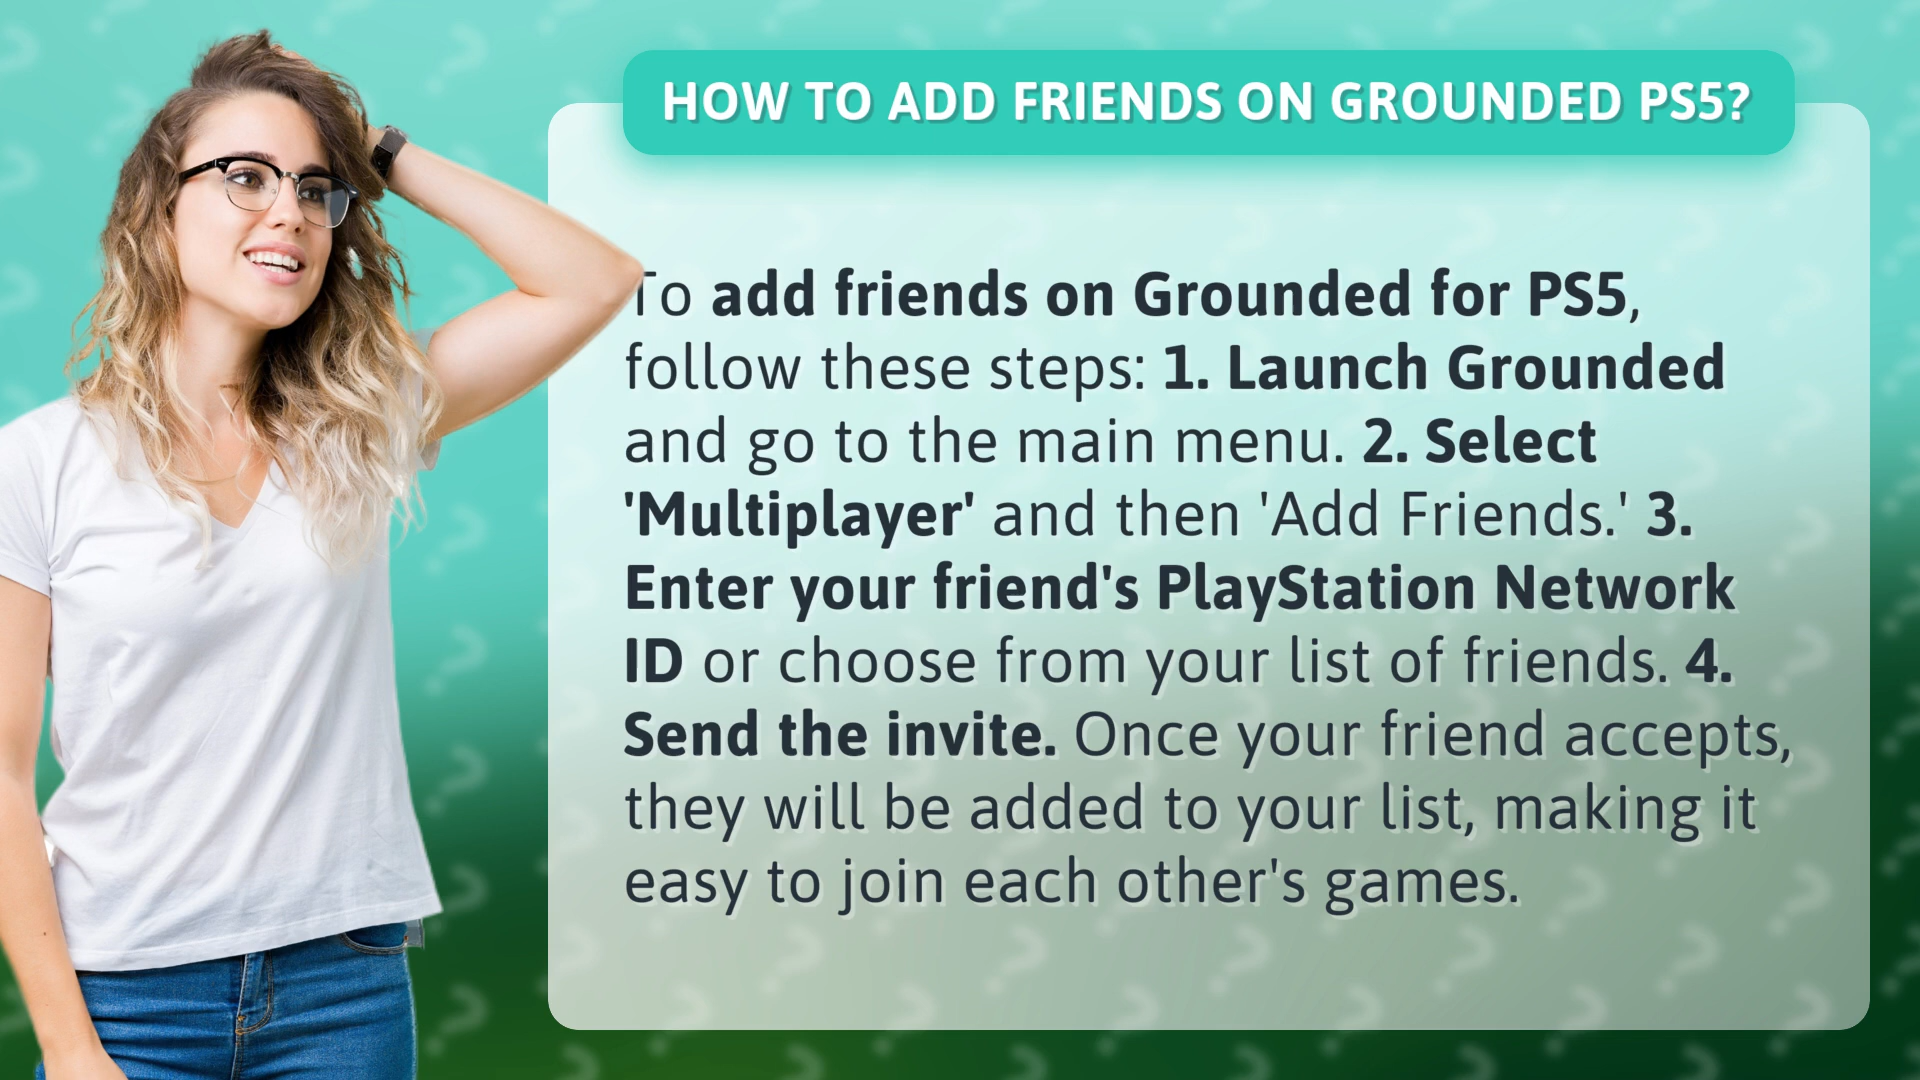 HOW TO ADD FRIENDS ON GROUNDED PS5?
To add friends on Grounded for PS5,
follow these steps: 1. Launch Grounded
and go to the main menu. 2. Select
'Multiplayer' and then 'Add Friends.' 3.
Enter your friend's PlayStation Network
ID or choose from your list of friends. 4.
Send the invite. Once your friend accepts,
they will be added to your list, making it
easy to join each other's games.